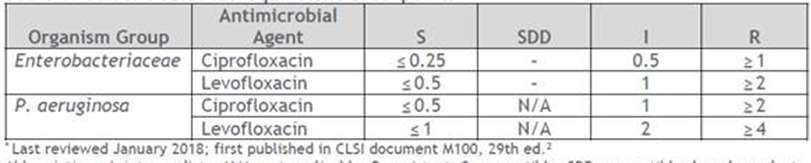 Organism Group Antimicrobial Agent S SDD I R
Enterobacteriaceae Ciprofloxacin ≤ 0.25 - 0.5 ≥ 1
Levofloxacin ≤ 0.5 - 1 ≥ 2
P. aeruginosa Ciprofloxacin ≤ 0.5 N/A 1 ≥ 2
Levofloxacin ≤ 1 N/A 2 ≥ 4
* Last reviewed January 2018; first published in CLSI document M100, 29th ed.²